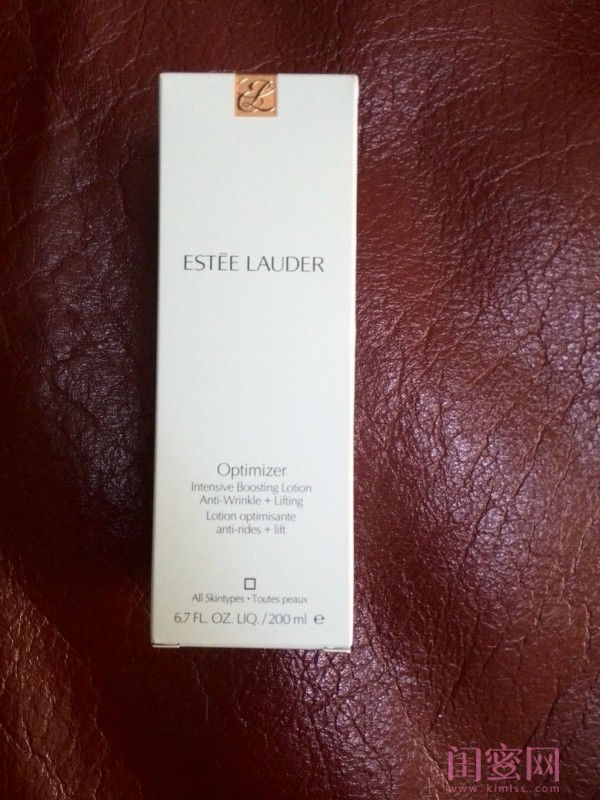 EL
ESTĒE LAUDER
Optimizer
Intensive Boosting Lotion
Anti-Wrinkle + Lifting
Lotion optimisante
anti-rides + lift
All Skintypes • Toutes peaux
6.7 FL. OZ. LIQ. / 200 ml ℮
闺蜜网
www.kimiss.com